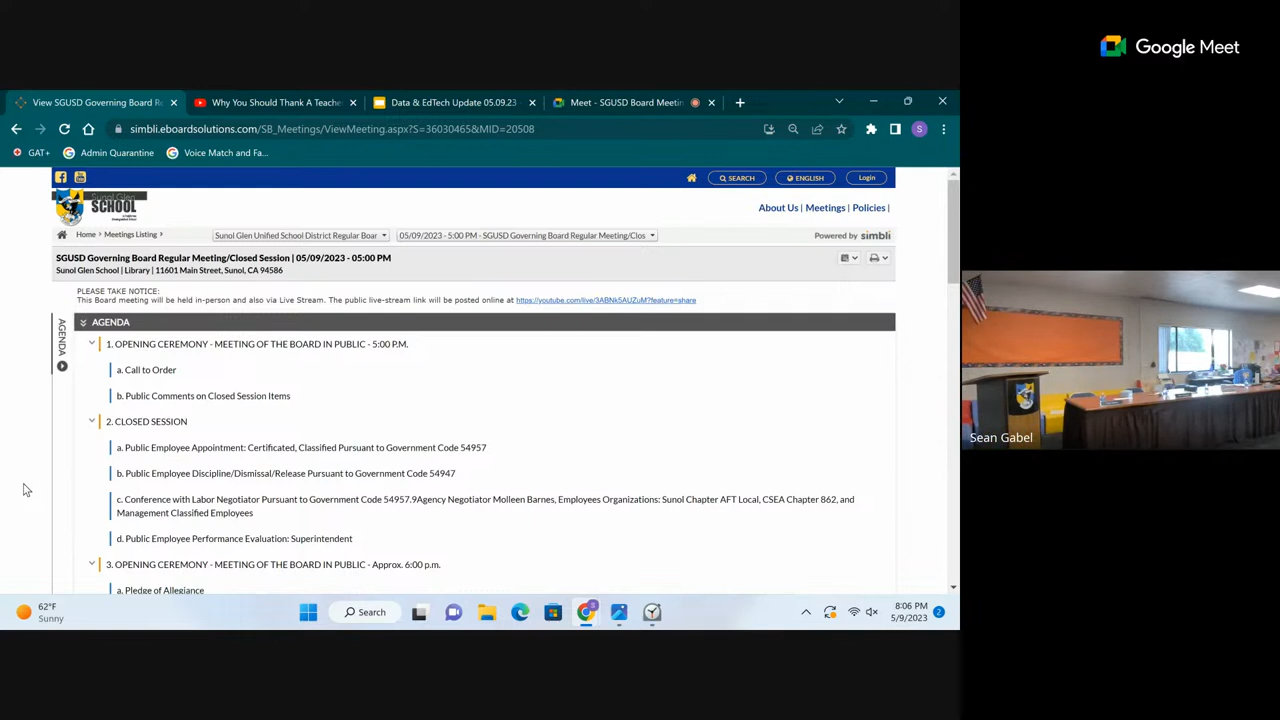 Google Meet
View SGUSD Governing Board Re
Why You Should Thank A Teache
Data & EdTech Update 05.09.23 -
Meet - SGUSD Board Meetin
simbli.eboardsolutions.com/SB_Meetings/ViewMeeting.aspx?S=36030465&MID=20508
S
GAT+
Admin Quarantine
Voice Match and Fa...
SEARCH
ENGLISH
Login
Sunol Glen
SCHOOL
About Us | Meetings | Policies |
Home > Meetings Listing >
Sunol Glen Unified School District Regular Boar
05/09/2023 - 5:00 PM - SGUSD Governing Board Regular Meeting/Clos
Powered by simbli
SGUSD Governing Board Regular Meeting/Closed Session | 05/09/2023 - 05:00 PM
Sunol Glen School | Library | 11601 Main Street, Sunol, CA 94586
PLEASE TAKE NOTICE:
This Board meeting will be held in-person and also via Live Stream. The public live-stream link will be posted online at https://youtube.com/live/3ABNk5AUZuM?feature=share
AGENDA
AGENDA
1. OPENING CEREMONY - MEETING OF THE BOARD IN PUBLIC - 5:00 P.M.
a. Call to Order
b. Public Comments on Closed Session Items
2. CLOSED SESSION
a. Public Employee Appointment: Certificated, Classified Pursuant to Government Code 54957
b. Public Employee Discipline/Dismissal/Release Pursuant to Government Code 54947
c. Conference with Labor Negotiator Pursuant to Government Code 54957.9Agency Negotiator Molleen Barnes, Employees Organizations: Sunol Chapter AFT Local, CSEA Chapter 862, and
Management Classified Employees
d. Public Employee Performance Evaluation: Superintendent
3. OPENING CEREMONY - MEETING OF THE BOARD IN PUBLIC - Approx. 6:00 p.m.
a. Pledge of Allegiance
Sean Gabel
62°F
Sunny
Search
8:06 PM
5/9/2023
2